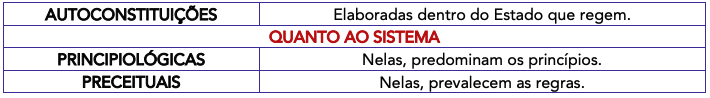 AUTOCONSTITUIÇÕES Elaboradas dentro do Estado que regem.
QUANTO AO SISTEMA
PRINCIPIOLÓGICAS Nelas, predominam os princípios.
PRECEITUAIS Nelas, prevalecem as regras.